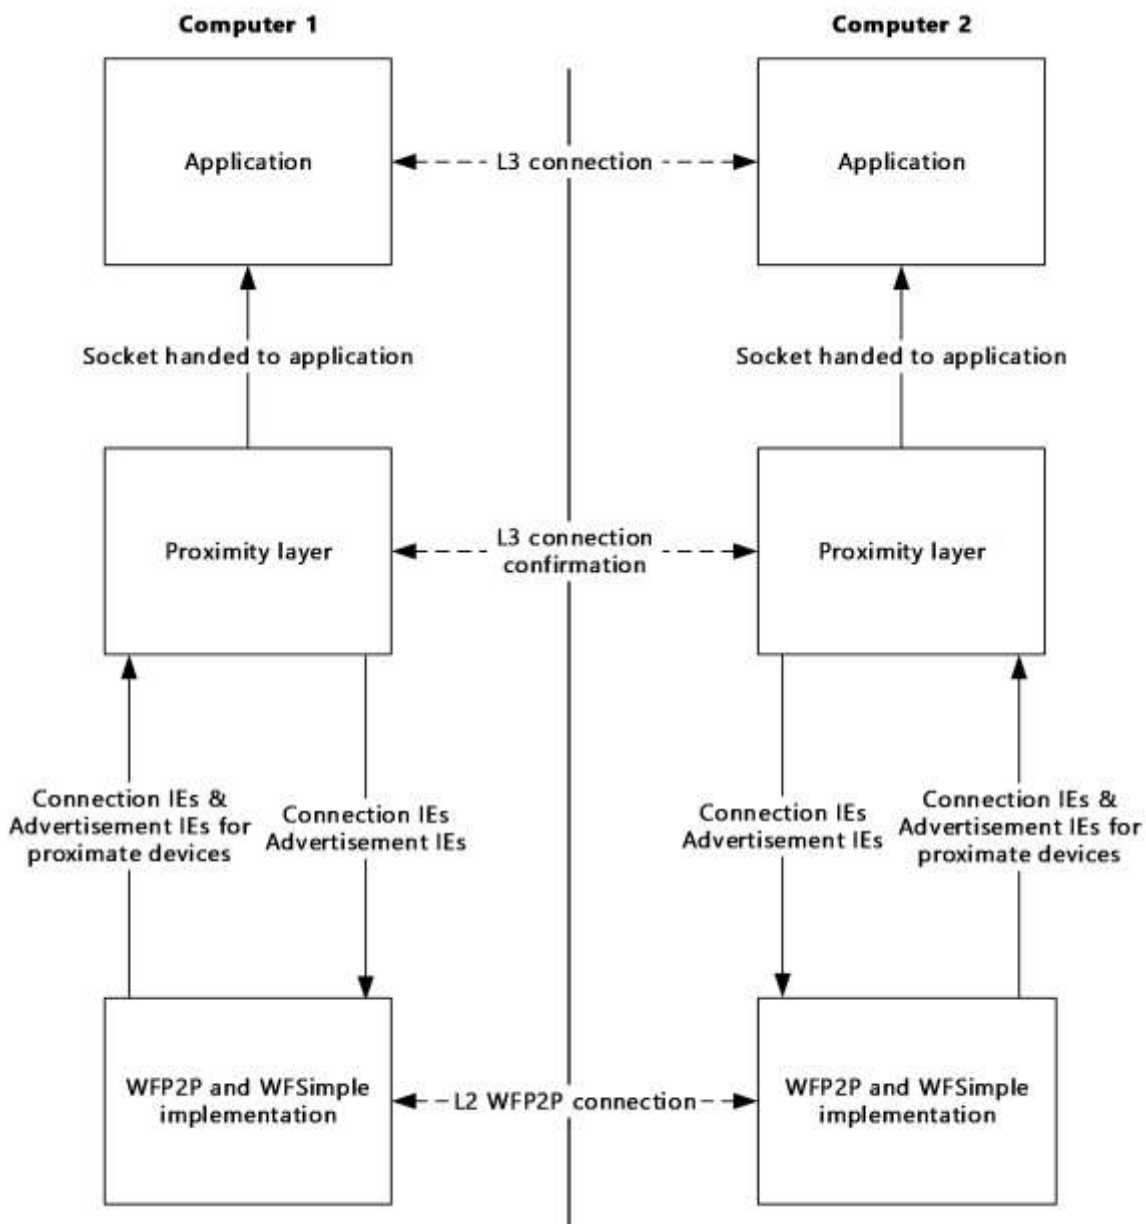 Computer 1
Computer 2
Application
L3 connection
Application
Socket handed to application
Socket handed to application
Proximity layer
L3 connection
confirmation
Proximity layer
Connection IEs &
Advertisement IEs for
proximate devices
Connection IEs
Advertisement IEs
Connection IEs
Advertisement IEs
Connection IEs &
Advertisement IEs for
proximate devices
WFP2P and WFSimple
implementation
L2 WFP2P connection
WFP2P and WFSimple
implementation